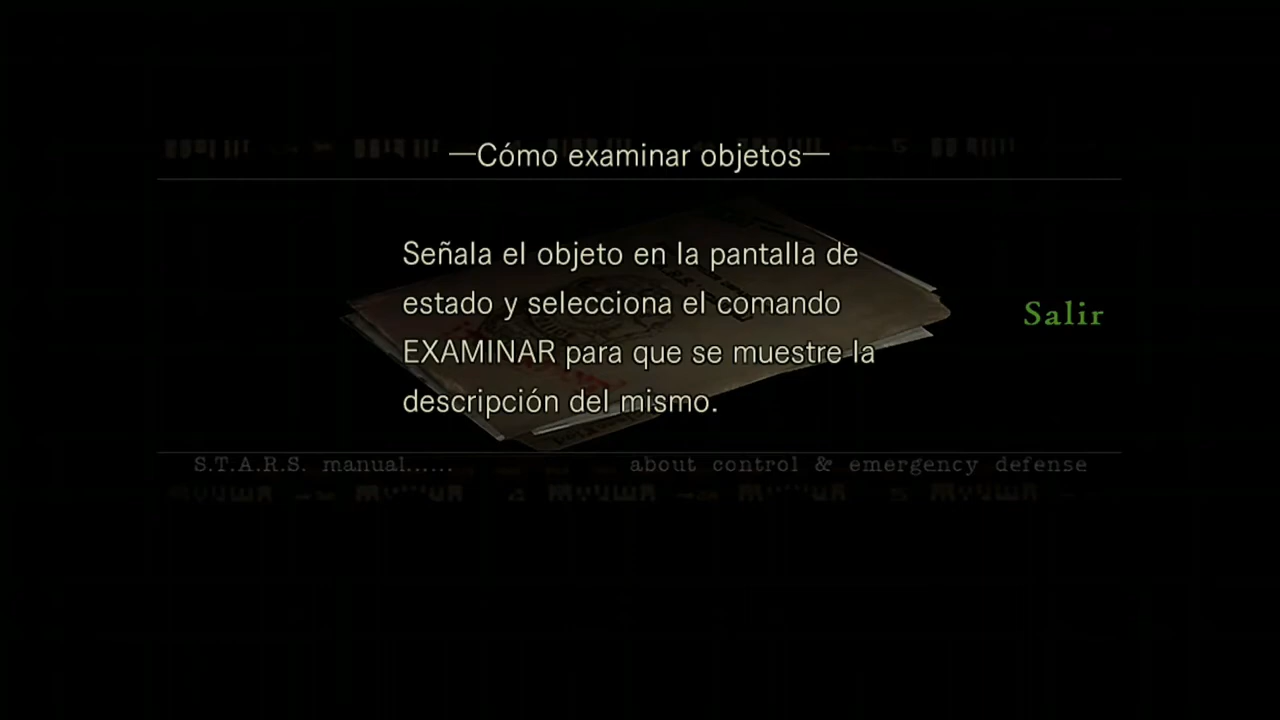 —Cómo examinar objetos—
Señala el objeto en la pantalla de
estado y selecciona el comando
EXAMINAR para que se muestre la
descripción del mismo.
Salir
S.T.A.R.S. manual...... about control & emergency defense